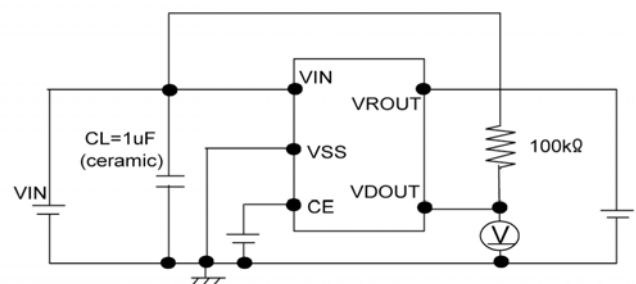 VIN
VROUT
CL=1uF
(ceramic)
VSS
100kΩ
VIN
VDOUT
CE
V